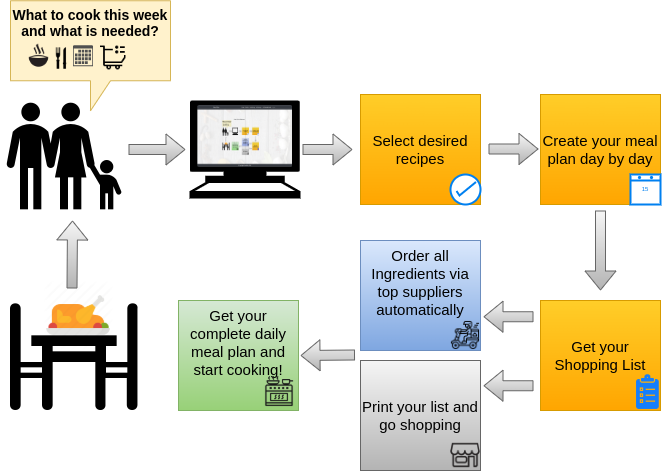 What to cook this week
and what is needed?
Select desired
recipes
Create your meal
plan day by day
15
Get your
Shopping List
Order all
Ingredients via
top suppliers
automatically
Print your list and
go shopping
Get your
complete daily
meal plan and
start cooking!